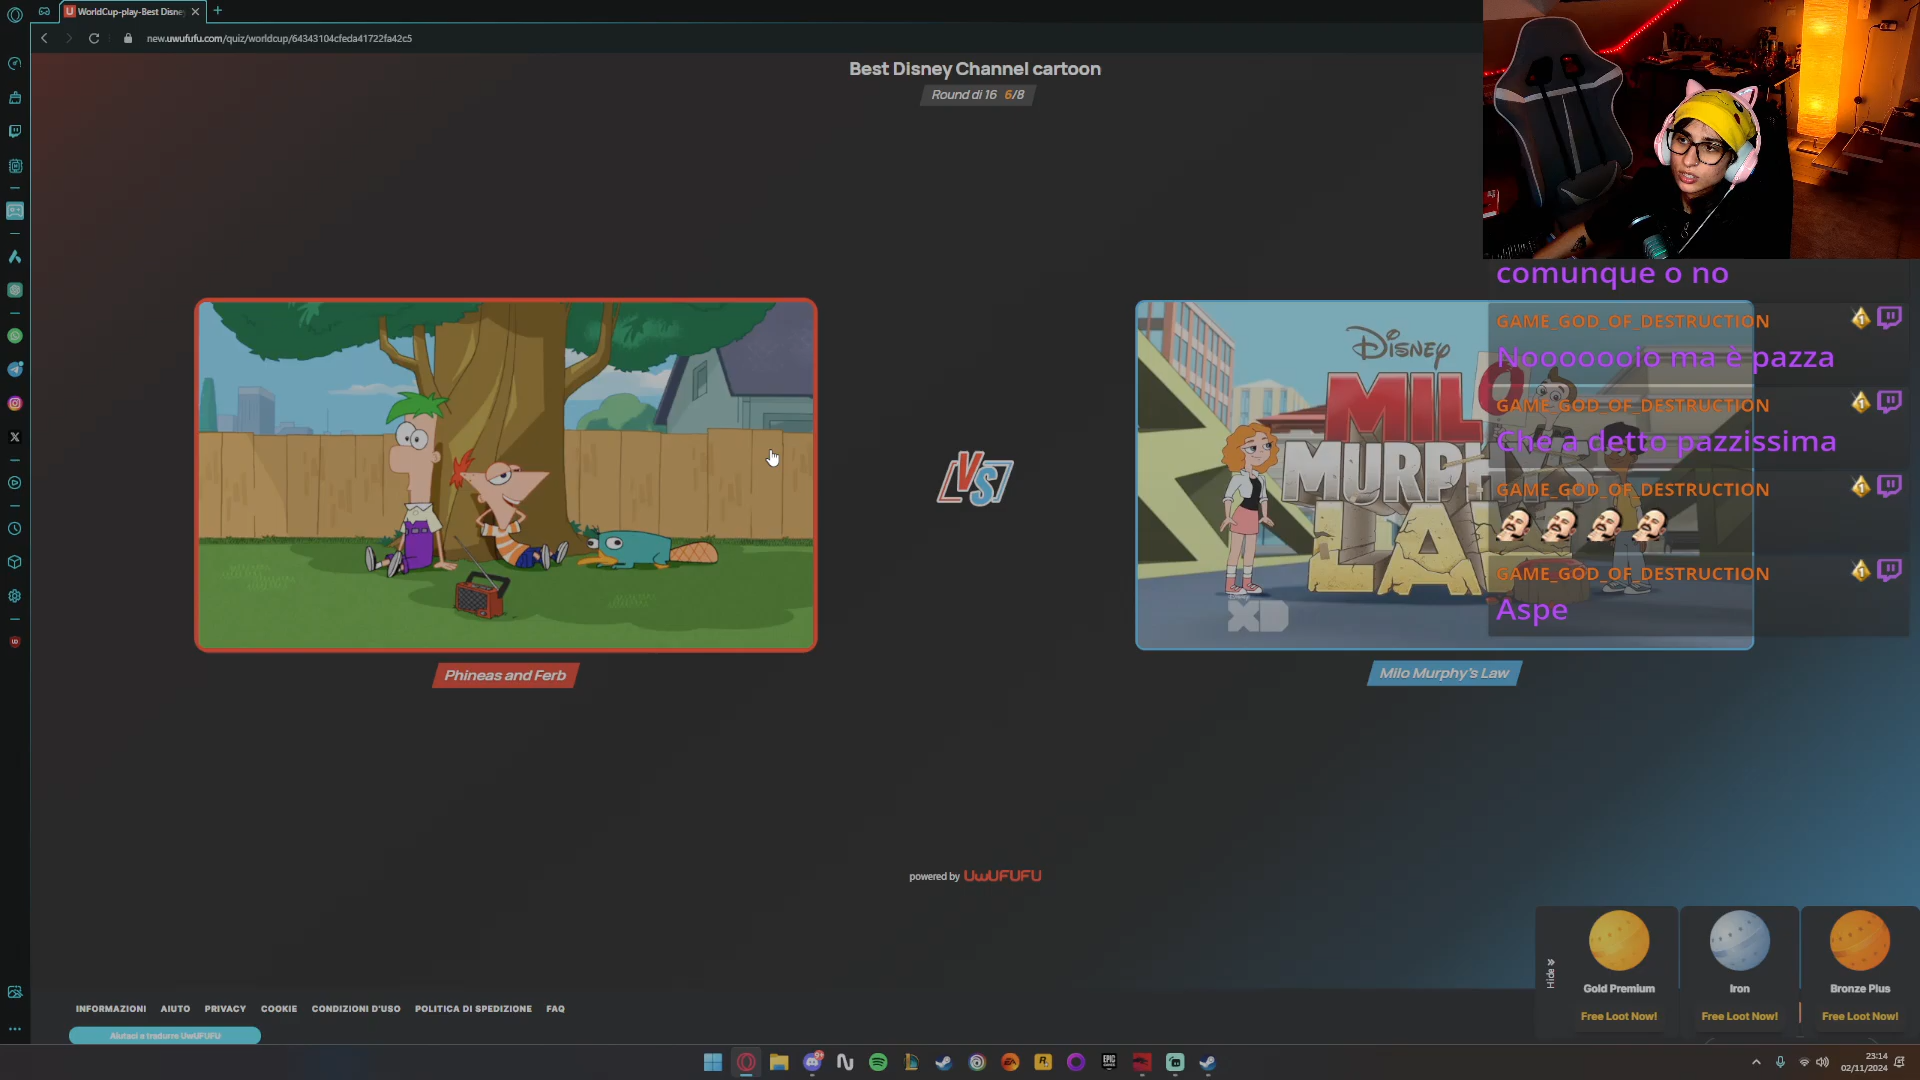 WorldCup-play-Best Disne
new.uwufufu.com/quiz/worldcup/64343104cfeda41722fa42c5
Best Disney Channel cartoon
Round di 16 6/8
comunque o no
GAME_GOD_OF_DESTRUCTION
Nooooooio ma è pazza
GAME_GOD_OF_DESTRUCTION
Che a detto pazzissima
GAME_GOD_OF_DESTRUCTION
GAME_GOD_OF_DESTRUCTION
Aspe
VS
Disney
MILO
MURPHY'S
LA
XD
Phineas and Ferb
Milo Murphy's Law
powered by UwUFUFU
Hide
Gold Premium
Free Loot Now!
Iron
Free Loot Now!
Bronze Plus
Free Loot Now!
INFORMAZIONI AIUTO PRIVACY COOKIE CONDIZIONI D'USO POLITICA DI SPEDIZIONE FAQ
Aiutaci a tradurre UwUFUFU
23:14
02/11/2024